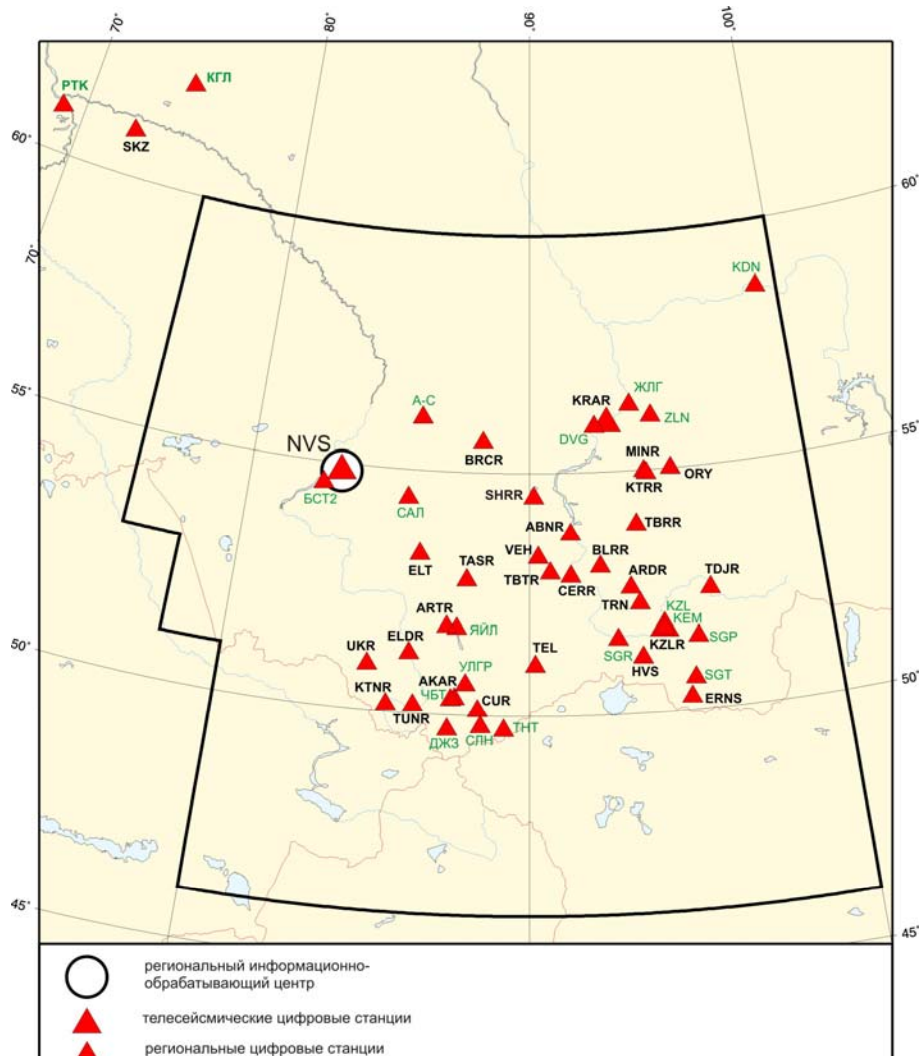 70°
80°
90°
100°
РТК
КГЛ
SKZ
60°
60°
70°
KDN
55°
А-С
KRAR
ЖЛГ
ZLN
DVG
55°
NVS
BRCR
MINR
ORY
KTRR
БСТ2
САЛ
SHRR
TBRR
ABNR
ELT
TASR
VEH
BLRR
TBTR
CERR
ARDR
TDJR
TRN
ARTR
ЯЙЛ
KZL
KEM
50°
UKR
ELDR
TEL
SGR
KZLR
SGP
УЛГР
HVS
SGT
50°
KTNR
AKAR
ЧБТ
CUR
ERNS
TUNR
ДЖЗ
СЛН
ТНТ
45°
45°
региональный информационно-
обрабатывающий центр
телесейсмические цифровые станции
региональные цифровые станции